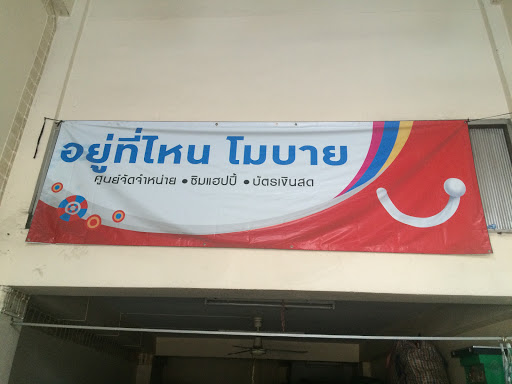 อยู่ที่ไหน โมบาย
ศูนย์จัดจำหน่าย • ซิมแฮปปี้ • บัตรเงินสด